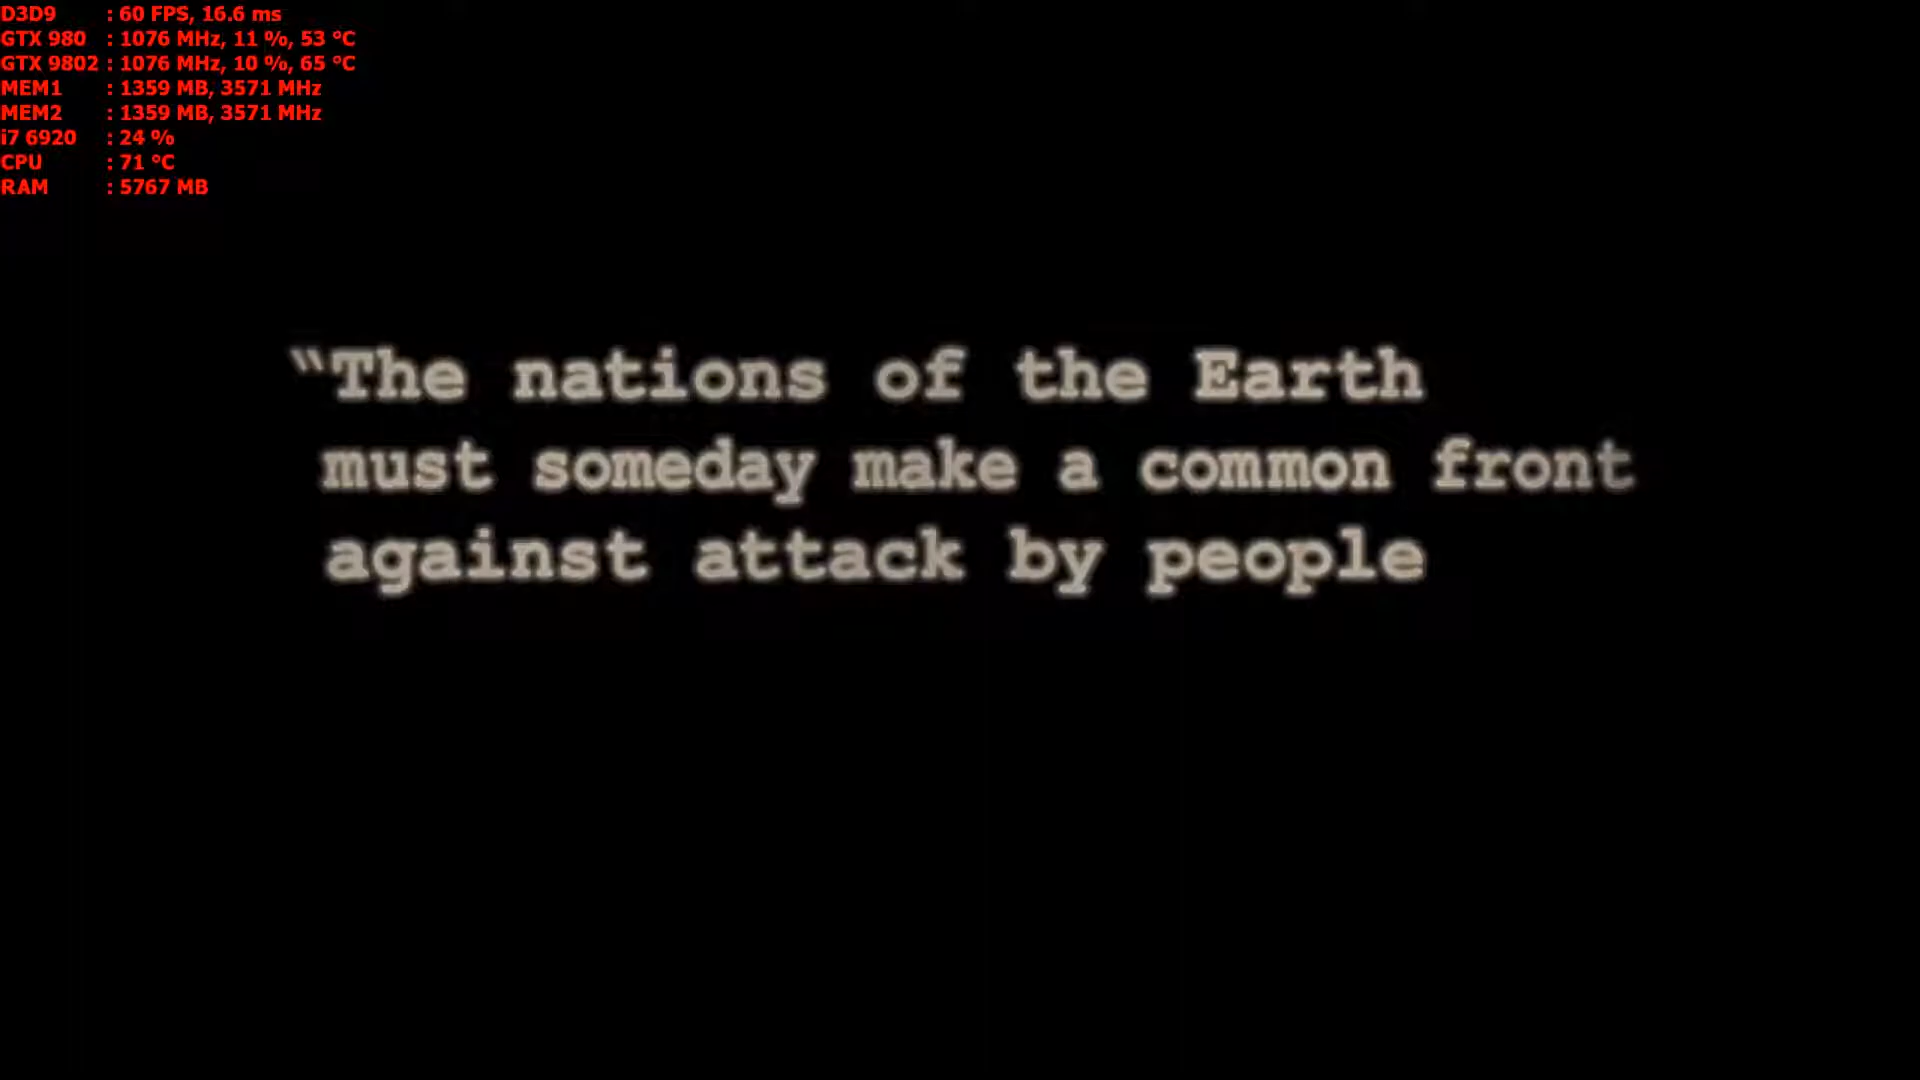 D3D9 : 60 FPS, 16.6 ms
GTX 980 : 1076 MHz, 11 %, 53 °C
GTX 9802 : 1076 MHz, 10 %, 65 °C
MEM1 : 1359 MB, 3571 MHz
MEM2 : 1359 MB, 3571 MHz
i7 6920 : 24 %
CPU : 71 °C
RAM : 5767 MB
“The nations of the Earth
must someday make a common front
against attack by people